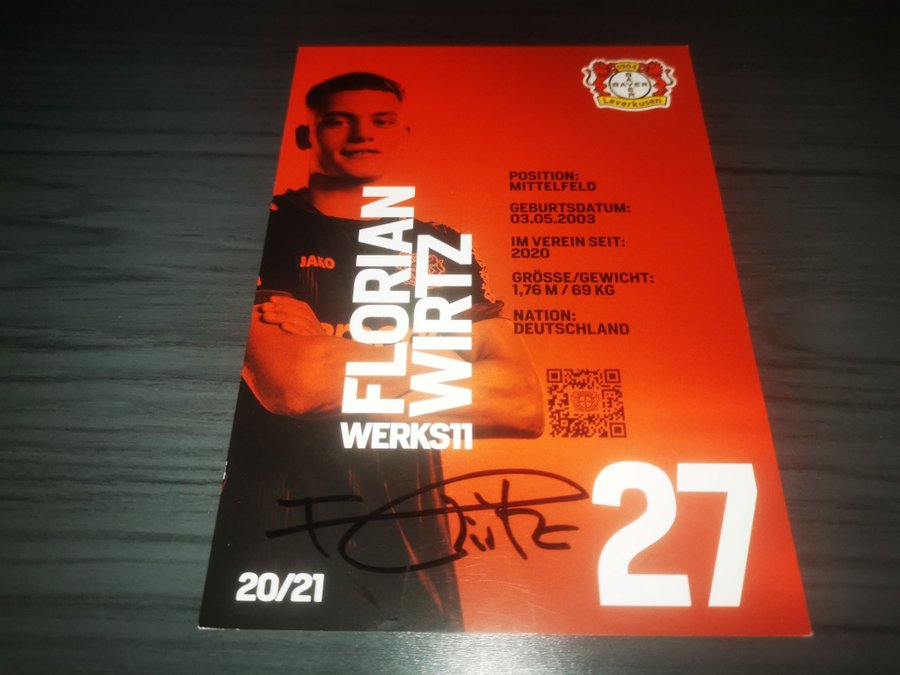 1904
BAYER
BAYER
Leverkusen
POSITION:
MITTELFELD
GEBURTSDATUM:
03.05.2003
IM VEREIN SEIT:
2020
GRÖSSE/GEWICHT:
1,76 M / 69 KG
NATION:
DEUTSCHLAND
JAKO
FLORIAN
WIRTZ
WERKS11
27
20/21